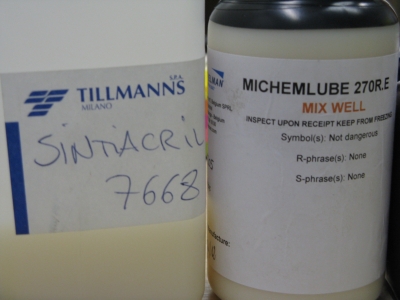 TILLMANNS S.R.L.
MILANO
SINTIACRIL
7668
MICHEMLUBE 270R.E
MIX WELL
INSPECT UPON RECEIPT KEEP FROM FREEZING
Symbol(s): Not dangerous
R-phrase(s): None
S-phrase(s): None